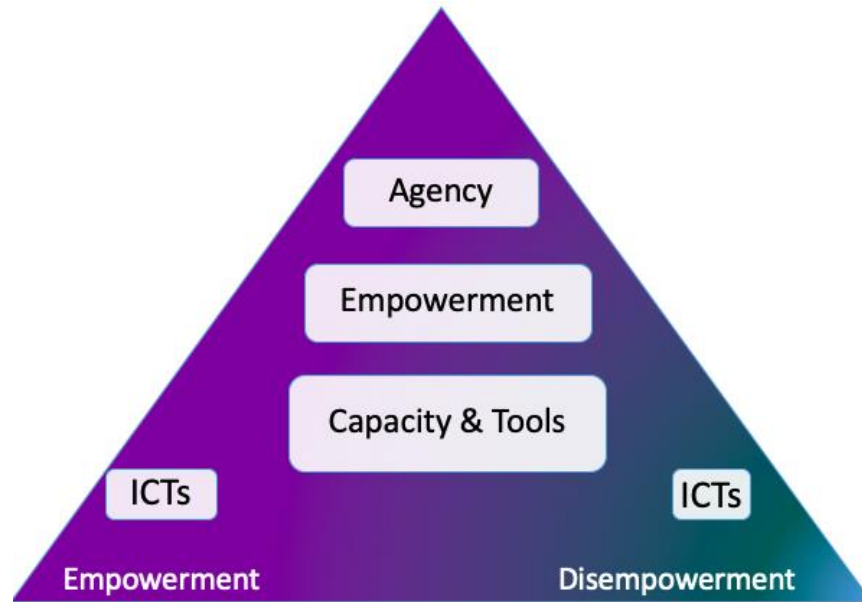 Agency
Empowerment
Capacity & Tools
ICTs
ICTs
Empowerment
Disempowerment